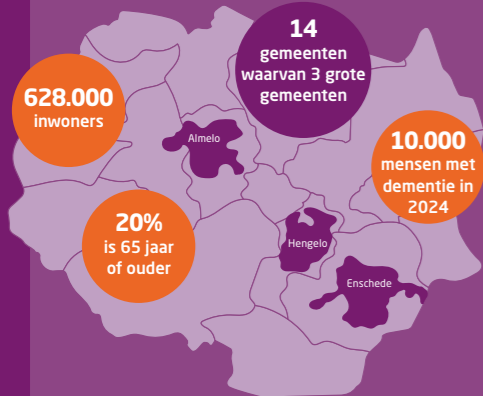 14
gemeenten
waarvan 3 grote
gemeenten
628.000
inwoners
Almelo
10.000
mensen met
dementie in
2024
20%
is 65 jaar
of ouder
Hengelo
Enschede